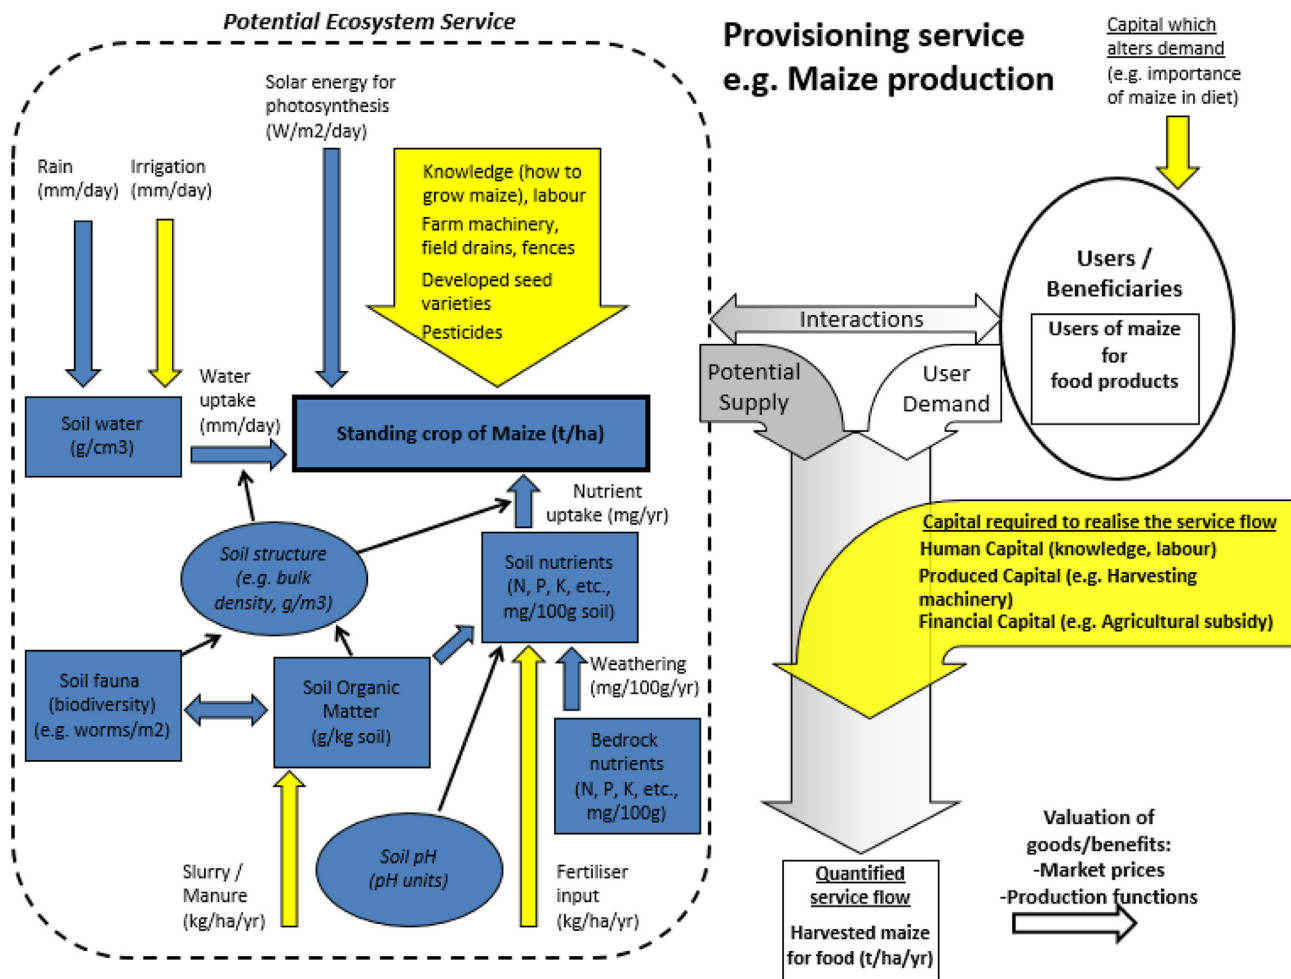 Potential Ecosystem Service
Provisioning service
e.g. Maize production
Capital which
alters demand
(e.g. importance
of maize in diet)
Solar energy for
photosynthesis
(W/m2/day)
Rain
(mm/day)
Irrigation
(mm/day)
Knowledge (how to
grow maize), labour
Farm machinery,
field drains, fences
Developed seed
varieties
Pesticides
Users /
Beneficiaries
Users of maize
for
food products
Interactions
Potential
Supply
User
Demand
Water
uptake
(mm/day)
Soil water
(g/cm3)
Standing crop of Maize (t/ha)
Nutrient
uptake (mg/yr)
Soil structure
(e.g. bulk
density, g/m3)
Soil nutrients
(N, P, K, etc.,
mg/100g soil)
Capital required to realise the service flow
Human Capital (knowledge, labour)
Produced Capital (e.g. Harvesting
machinery)
Financial Capital (e.g. Agricultural subsidy)
Soil fauna
(biodiversity)
(e.g. worms/m2)
Soil Organic
Matter
(g/kg soil)
Weathering
(mg/100g/yr)
Bedrock
nutrients
(N, P, K, etc.,
mg/100g)
Slurry /
Manure
(kg/ha/yr)
Soil pH
(pH units)
Fertiliser
input
(kg/ha/yr)
Quantified
service flow
Harvested maize
for food (t/ha/yr)
Valuation of
goods/benefits:
-Market prices
-Production functions